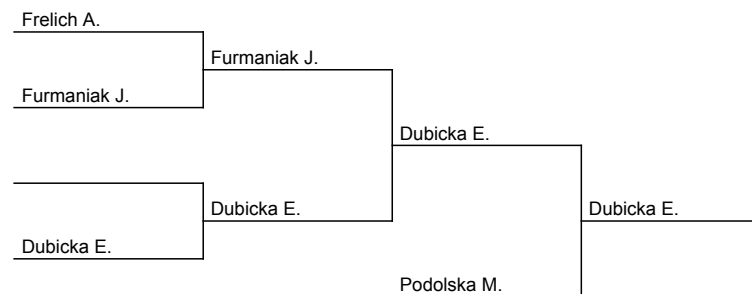 Frelich A.
Furmaniak J.
Furmaniak J.
Dubicka E.
Dubicka E.
Dubicka E.
Dubicka E.
Podolska M.